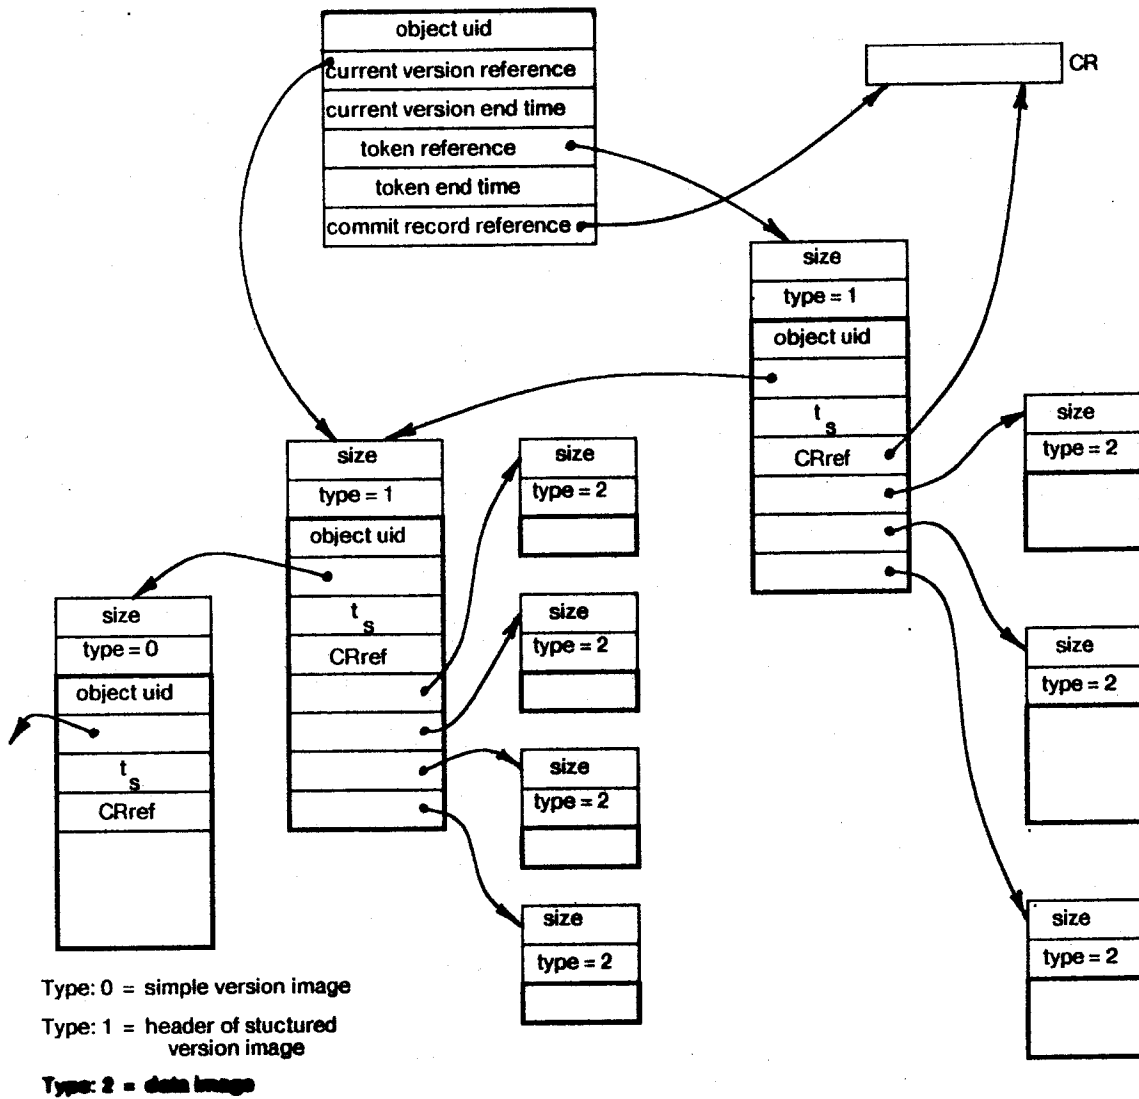 object uid
current version reference
current version end time
token reference
token end time
commit record reference
CR
size
type = 1
object uid
t_s
CRref
size
type = 2
size
type = 2
size
type = 2
size
type = 1
object uid
t_s
CRref
size
type = 2
size
type = 2
size
type = 2
size
type = 2
size
type = 0
object uid
t_s
CRref
Type: 0 = simple version image
Type: 1 = header of stuctured
version image
Type: 2 = data image